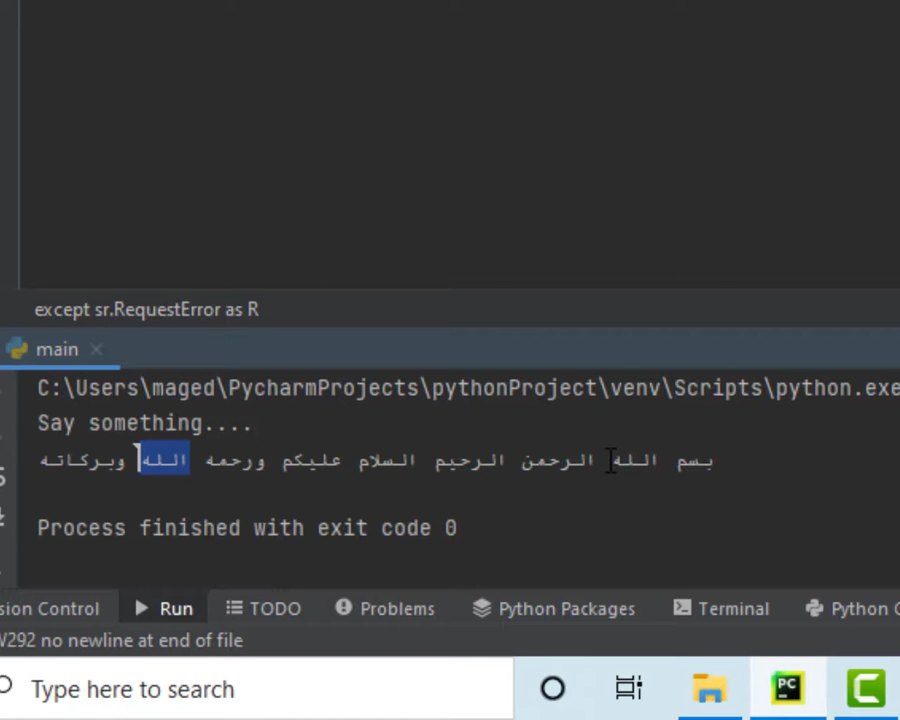 except sr.RequestError as R
main
C:\Users\maged\PycharmProjects\pythonProject\venv\Scripts\python.exe
Say something....
بسم الله الرحمن الرحيم السلام عليكم ورحمه الله وبركاته
Process finished with exit code 0
sion Control Run TODO Problems Python Packages Terminal Python
W292 no newline at end of file
Type here to search
PC